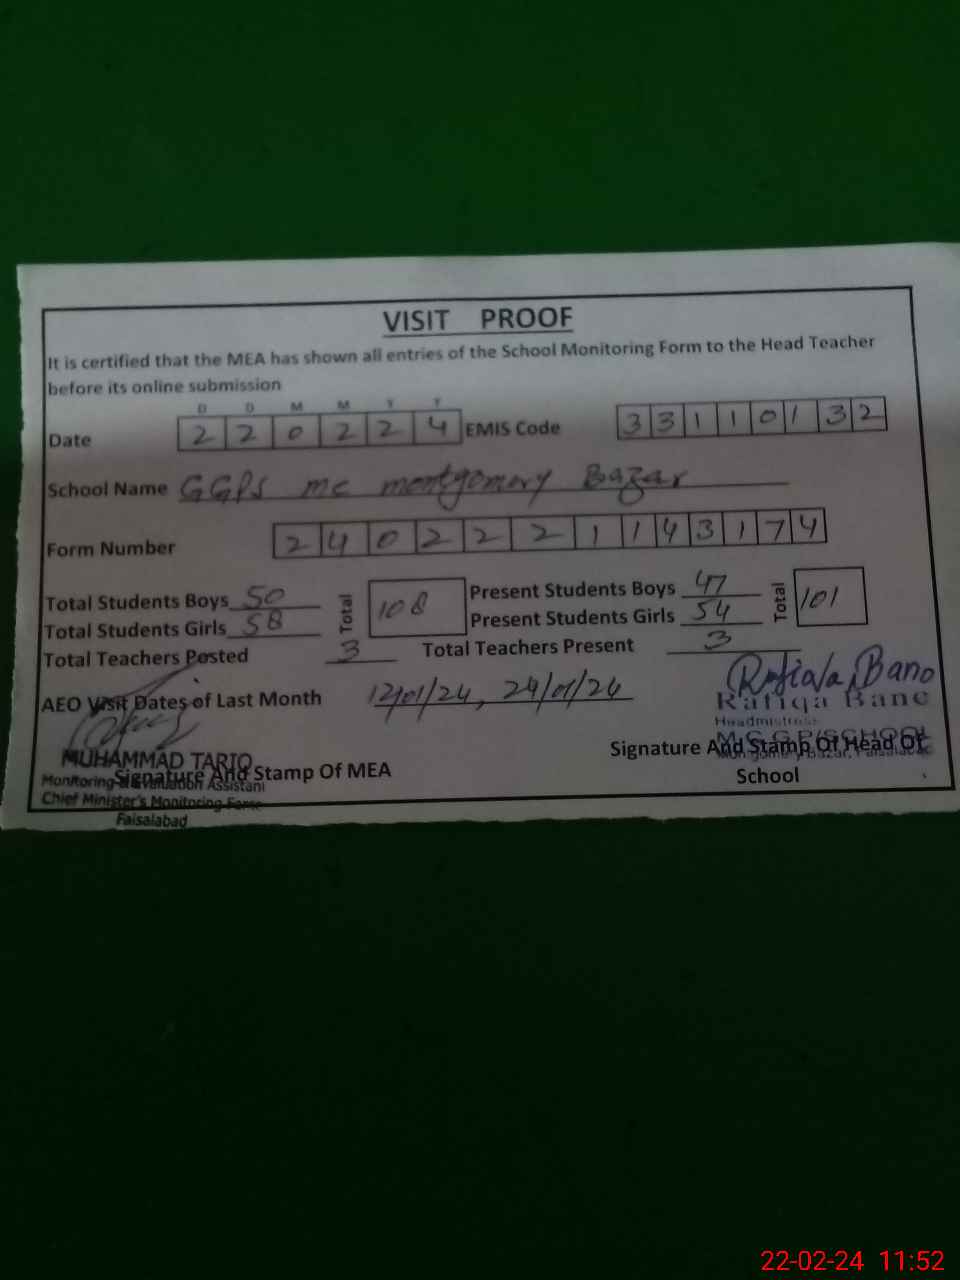 VISIT PROOF
It is certified that the MEA has shown all entries of the School Monitoring Form to the Head Teacher
before its online submission
D D M M Y Y
Date 2 2 0 2 2 4 EMIS Code 3 3 1 1 0 1 3 2
School Name GGPS mc montgomery Bazar
Form Number 2 4 0 2 2 2 1 1 4 3 1 7 4
Total Students Boys 50 Total 108 Present Students Boys 47 Total 101
Total Students Girls 58 Present Students Girls 54
Total Teachers Posted 3 Total Teachers Present 3
AEO Visit Dates of Last Month 12/01/24, 24/01/24
Rafiqa Bano
Rafiqa Bano
Headmistress
M.C.G.P/SCHOOL
Montgomery Bazar, Faisalabad
Signature And Stamp Of Head Of
School
MUHAMMAD TARIQ
Signature And Stamp Of MEA
Monitoring & Evaluation Assistant
Chief Minister's Monitoring Force
Faisalabad
22-02-24 11:52